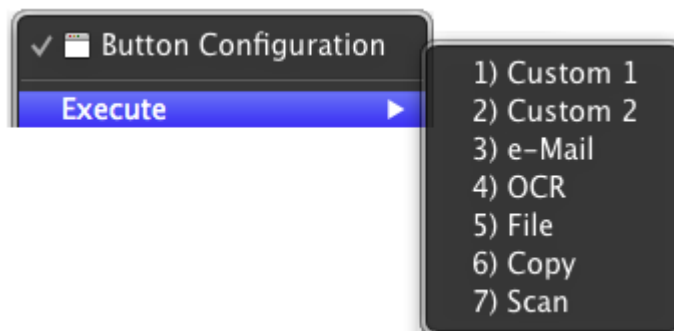 ✓ Button Configuration
Execute ▶
1) Custom 1
2) Custom 2
3) e-Mail
4) OCR
5) File
6) Copy
7) Scan